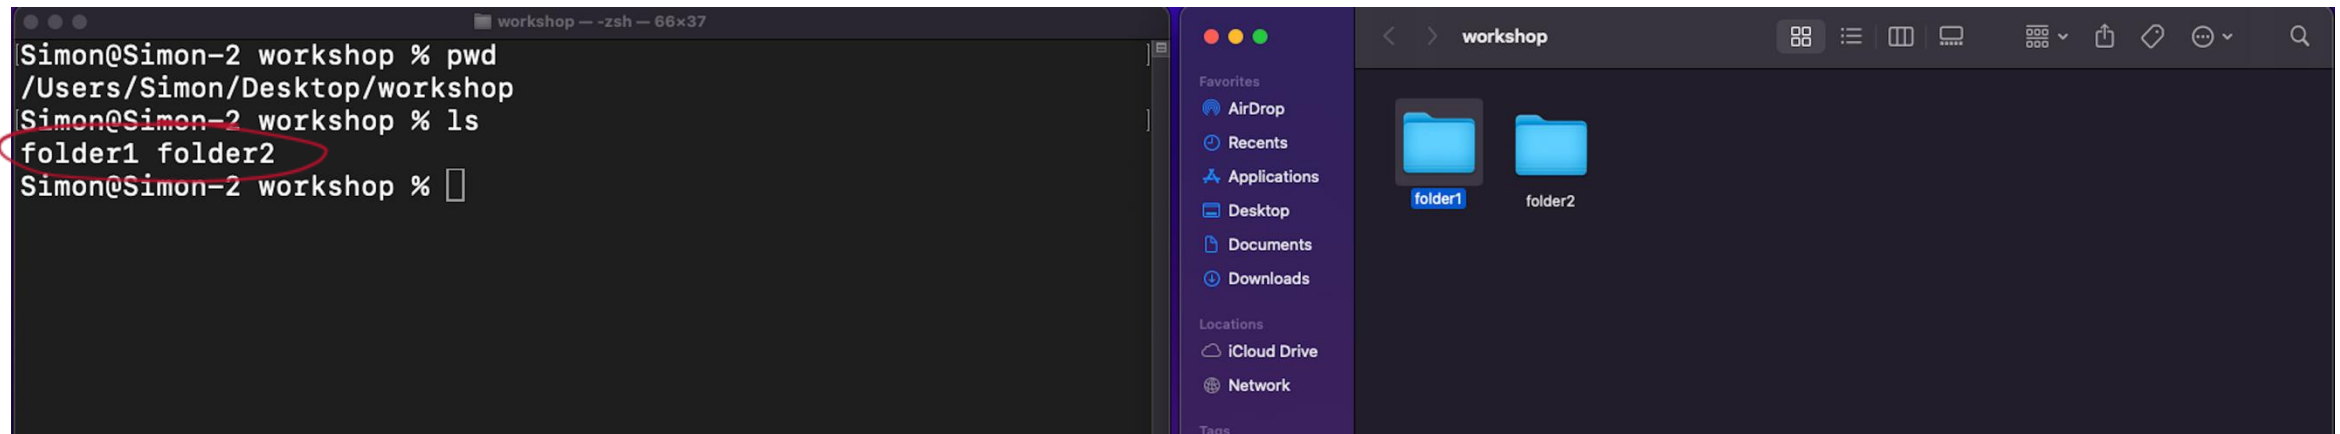 workshop — -zsh — 66×37
Simon@Simon-2 workshop % pwd
/Users/Simon/Desktop/workshop
Simon@Simon-2 workshop % ls
folder1 folder2
Simon@Simon-2 workshop %
workshop
Favorites
AirDrop
Recents
Applications
Desktop
Documents
Downloads
Locations
iCloud Drive
Network
Tags
folder1
folder2